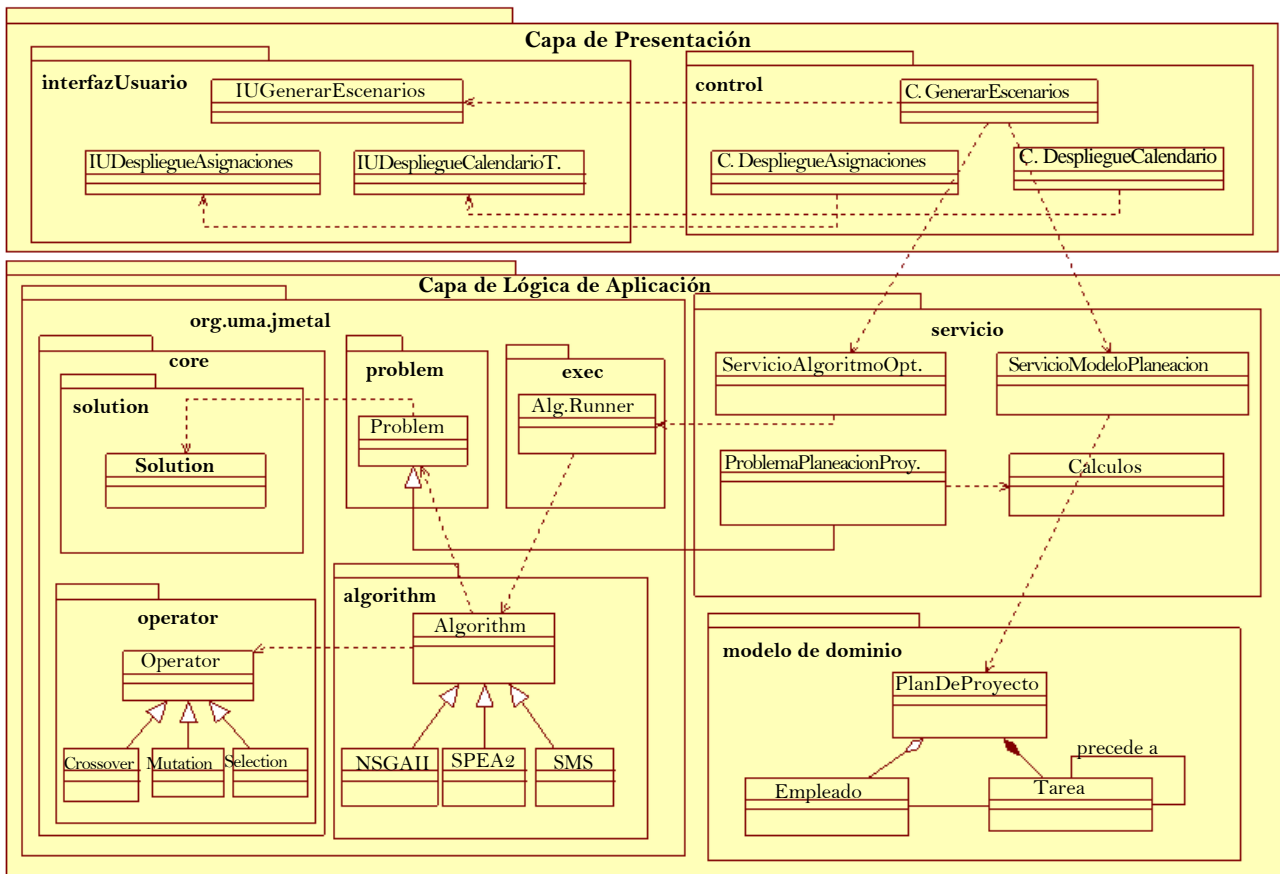 Capa de Presentación
interfazUsuario
IUGenerarEscenarios
IUDespliegueAsignaciones
IUDespliegueCalendarioT.
control
C. GenerarEscenarios
C. DespliegueAsignaciones
C. DespliegueCalendario
Capa de Lógica de Aplicación
org.uma.jmetal
core
solution
Solution
problem
Problem
exec
Alg.Runner
operator
Operator
Crossover
Mutation
Selection
algorithm
Algorithm
NSGAII
SPEA2
SMS
servicio
ServicioAlgoritmoOpt.
ServicioModeloPlaneacion
ProblemaPlaneacionProy.
Calculos
modelo de dominio
PlanDeProyecto
precede a
Empleado
Tarea